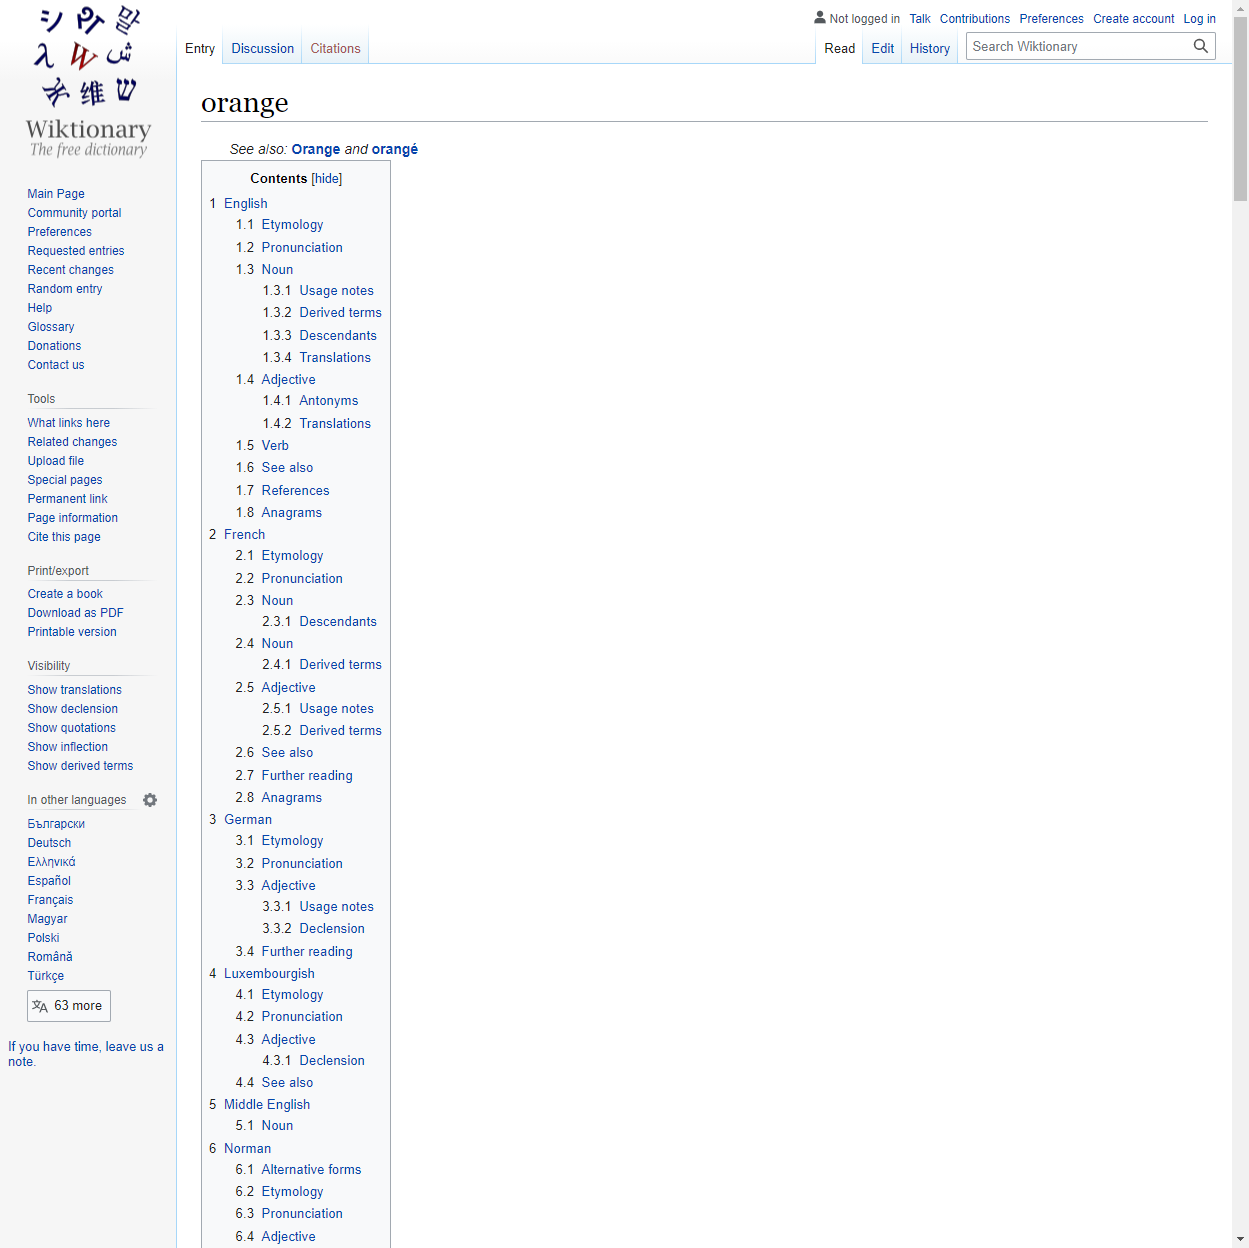 Wiktionary
The free dictionary
Not logged in Talk Contributions Preferences Create account Log in
Entry Discussion Citations
Read Edit History Search Wiktionary
orange
See also: Orange and orangé
Contents [hide]
1 English
1.1 Etymology
1.2 Pronunciation
1.3 Noun
1.3.1 Usage notes
1.3.2 Derived terms
1.3.3 Descendants
1.3.4 Translations
1.4 Adjective
1.4.1 Antonyms
1.4.2 Translations
1.5 Verb
1.6 See also
1.7 References
1.8 Anagrams
2 French
2.1 Etymology
2.2 Pronunciation
2.3 Noun
2.3.1 Descendants
2.4 Noun
2.4.1 Derived terms
2.5 Adjective
2.5.1 Usage notes
2.5.2 Derived terms
2.6 See also
2.7 Further reading
2.8 Anagrams
3 German
3.1 Etymology
3.2 Pronunciation
3.3 Adjective
3.3.1 Usage notes
3.3.2 Declension
3.4 Further reading
4 Luxembourgish
4.1 Etymology
4.2 Pronunciation
4.3 Adjective
4.3.1 Declension
4.4 See also
5 Middle English
5.1 Noun
6 Norman
6.1 Alternative forms
6.2 Etymology
6.3 Pronunciation
6.4 Adjective
Main Page
Community portal
Preferences
Requested entries
Recent changes
Random entry
Help
Glossary
Donations
Contact us
Tools
What links here
Related changes
Upload file
Special pages
Permanent link
Page information
Cite this page
Print/export
Create a book
Download as PDF
Printable version
Visibility
Show translations
Show declension
Show quotations
Show inflection
Show derived terms
In other languages
Български
Deutsch
Ελληνικά
Español
Français
Magyar
Polski
Română
Türkçe
63 more
If you have time, leave us a
note.